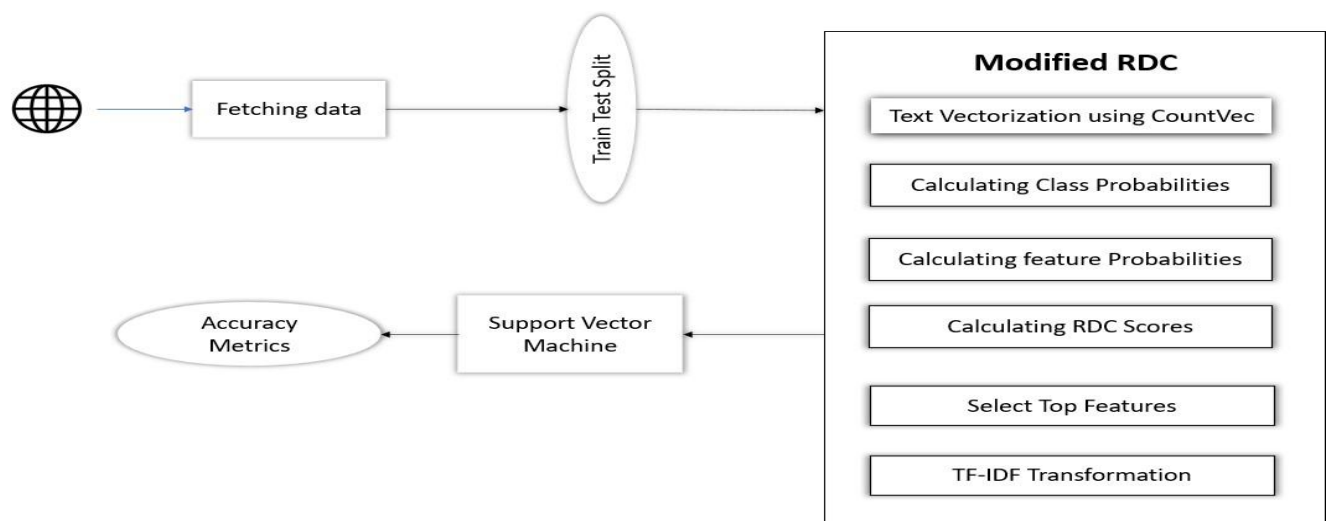 Fetching data
Train Test Split
Modified RDC
Text Vectorization using CountVec
Calculating Class Probabilities
Calculating feature Probabilities
Calculating RDC Scores
Select Top Features
TF-IDF Transformation
Support Vector
Machine
Accuracy
Metrics